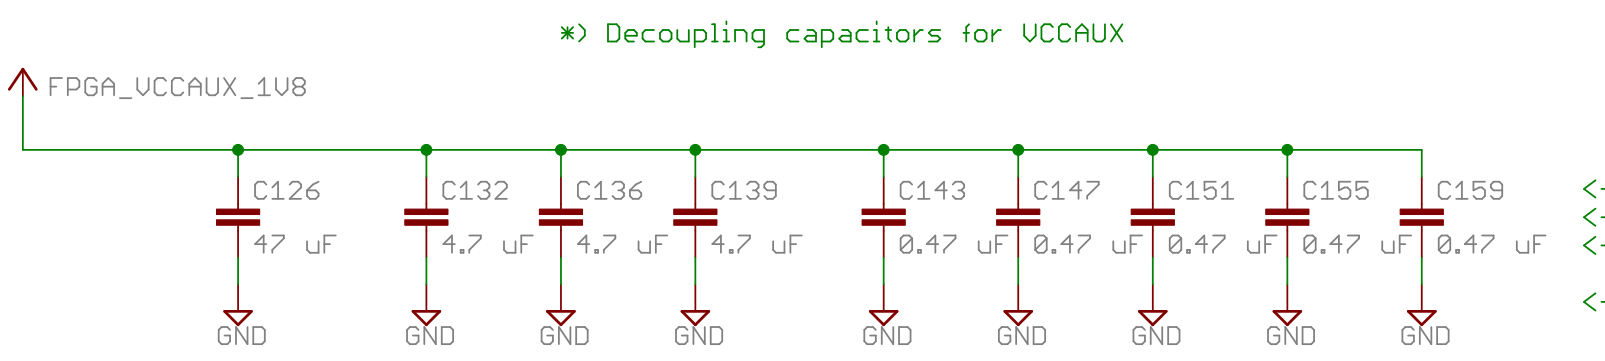 *) Decoupling capacitors for VCCAUX
FPGA_VCCAUX_1V8
C126 C132 C136 C139 C143 C147 C151 C155 C159
47 uF 4.7 uF 4.7 uF 4.7 uF 0.47 uF 0.47 uF 0.47 uF 0.47 uF 0.47 uF
GND GND GND GND GND GND GND GND GND